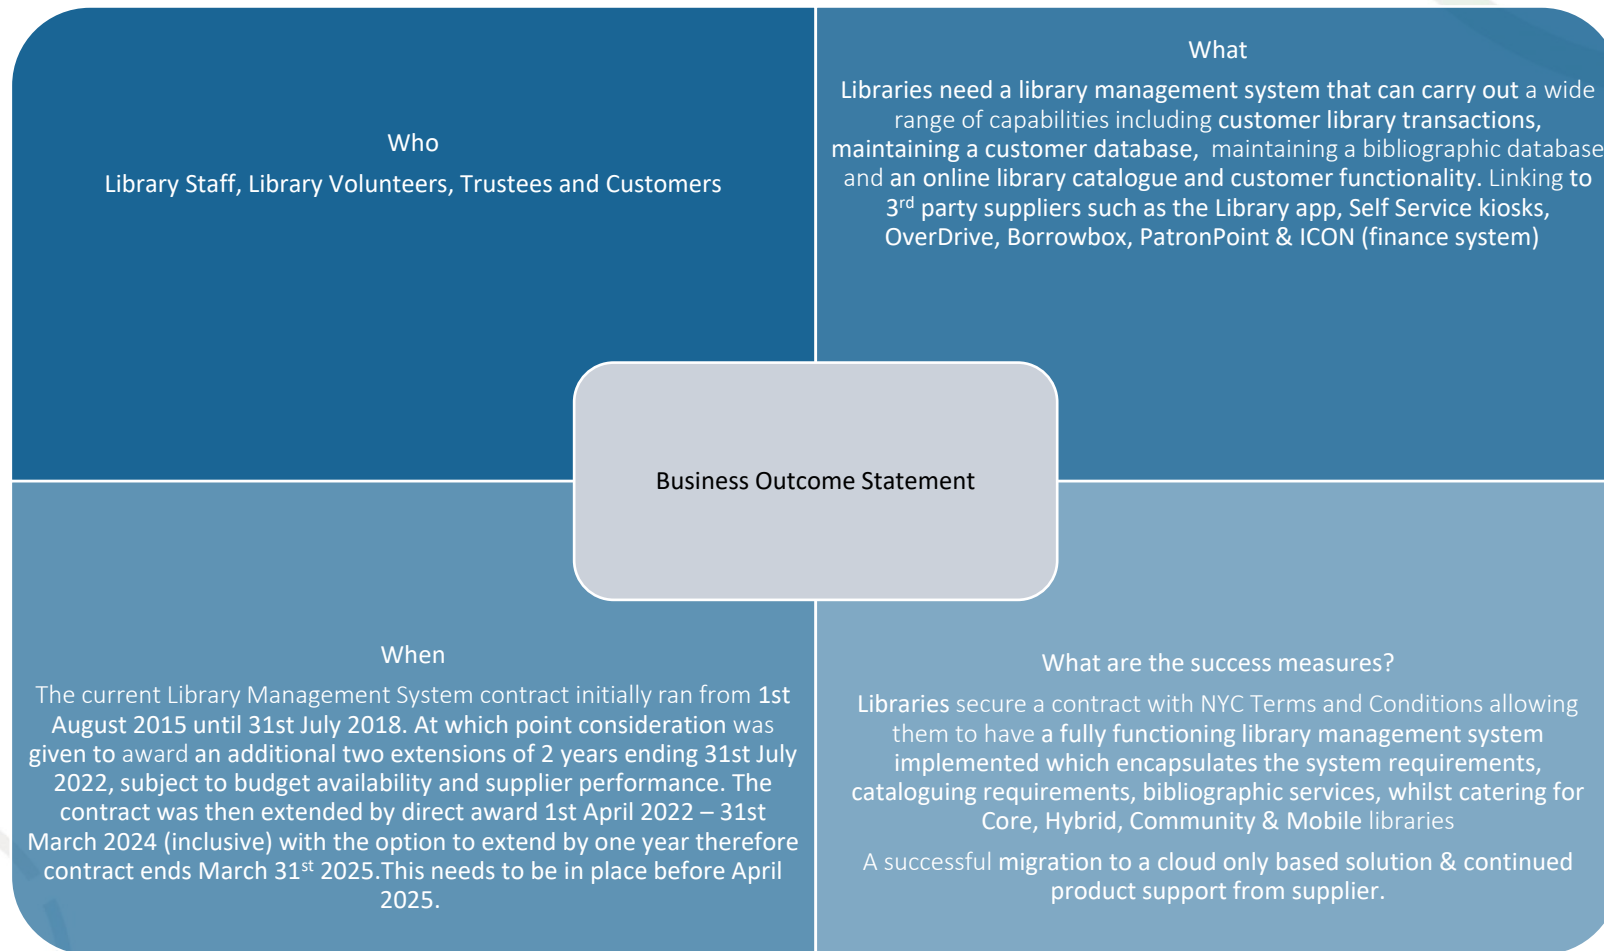 Who
Library Staff, Library Volunteers, Trustees and Customers
What
Libraries need a library management system that can carry out a wide
range of capabilities including customer library transactions,
maintaining a customer database,  maintaining a bibliographic database
and an online library catalogue and customer functionality. Linking to
3rd party suppliers such as the Library app, Self Service kiosks,
OverDrive, Borrowbox, PatronPoint & ICON (finance system)
Business Outcome Statement
When
The current Library Management System contract initially ran from 1st
August 2015 until 31st July 2018. At which point consideration was
given to award an additional two extensions of 2 years ending 31st July
2022, subject to budget availability and supplier performance. The
contract was then extended by direct award 1st April 2022 – 31st
March 2024 (inclusive) with the option to extend by one year therefore
contract ends March 31st 2025.This needs to be in place before April
2025.
What are the success measures?
Libraries secure a contract with NYC Terms and Conditions allowing
them to have a fully functioning library management system
implemented which encapsulates the system requirements,
cataloguing requirements, bibliographic services, whilst catering for
Core, Hybrid, Community & Mobile libraries
A successful migration to a cloud only based solution & continued
product support from supplier.